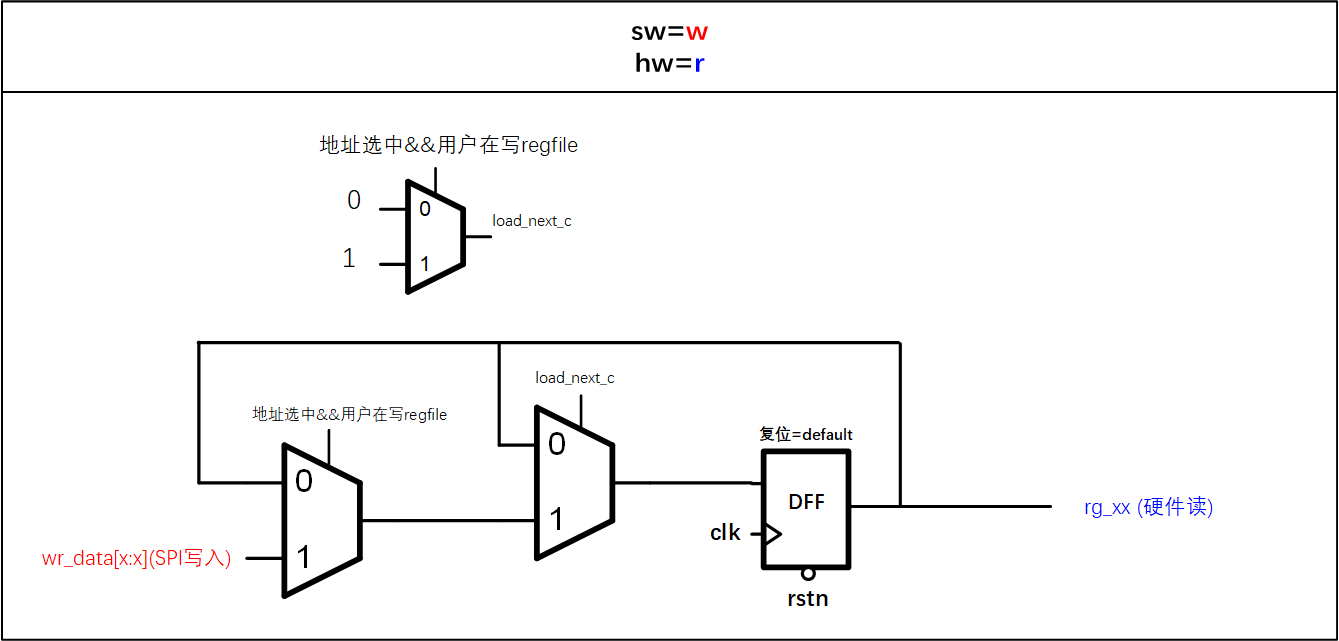 sw=w
hw=r
地址选中&&用户在写regfile
0
0
load_next_c
1
1
load_next_c
地址选中&&用户在写regfile
0
复位=default
0
DFF
rg_xx (硬件读)
1
clk
wr_data[x:x](SPI写入)
1
rstn